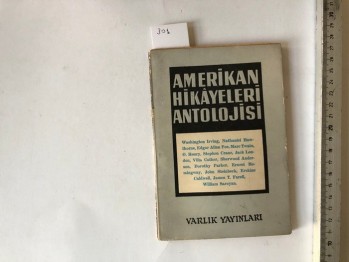 301
AMERİKAN
HİKÂYELERİ
ANTOLOJİSİ
Washington Irving, Nathaniel Haw-
thorne, Edgar Allan Poe, Mark Twain,
O. Henry, Stephen Crane, Jack Lon-
don, Villa Cather, Sherwood Ander-
son, Dorothy Parker, Ernest He-
mingway, John Steinbeck, Erskine
Caldwell, James T. Farrell,
William Saroyan.
VARLIK YAYINLARI